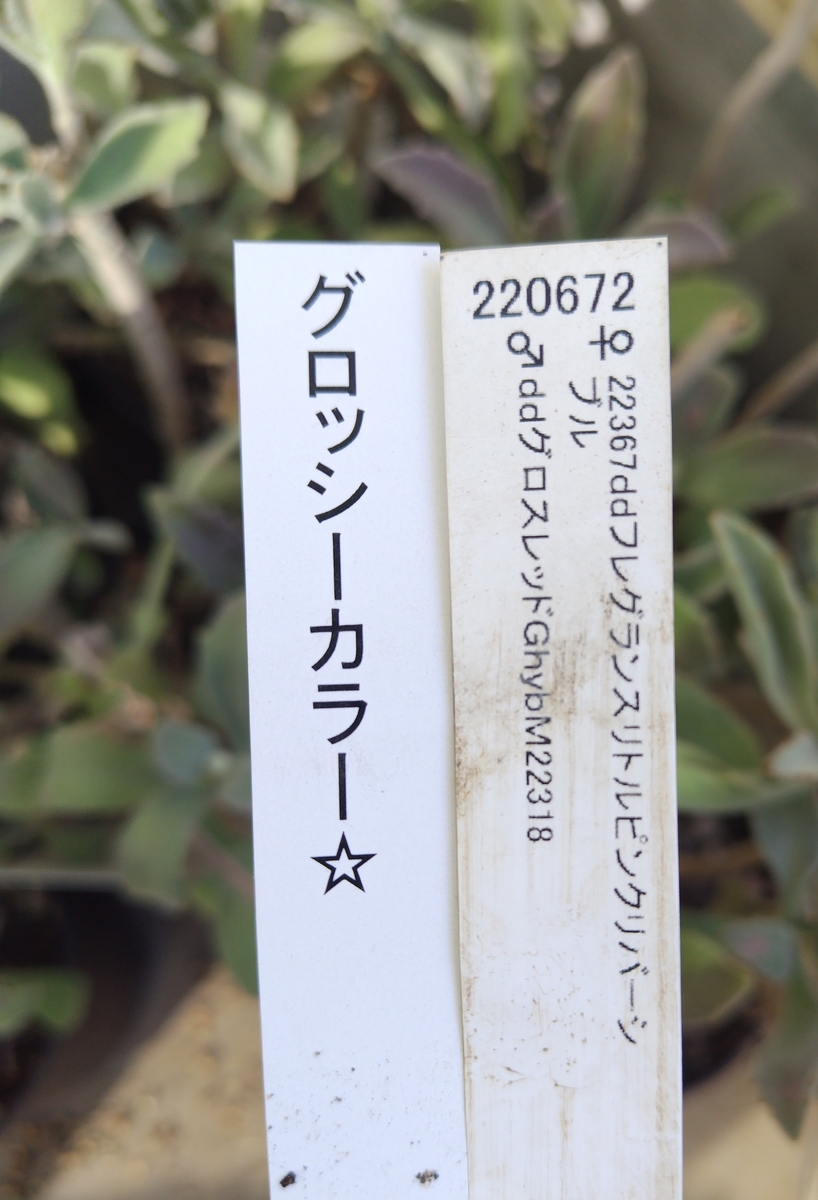 グロッシーカラー☆
220672
♀22367ddフレグランスリトルピンクリバーシ
ブル
♂ddグロスレッドGhybM22318